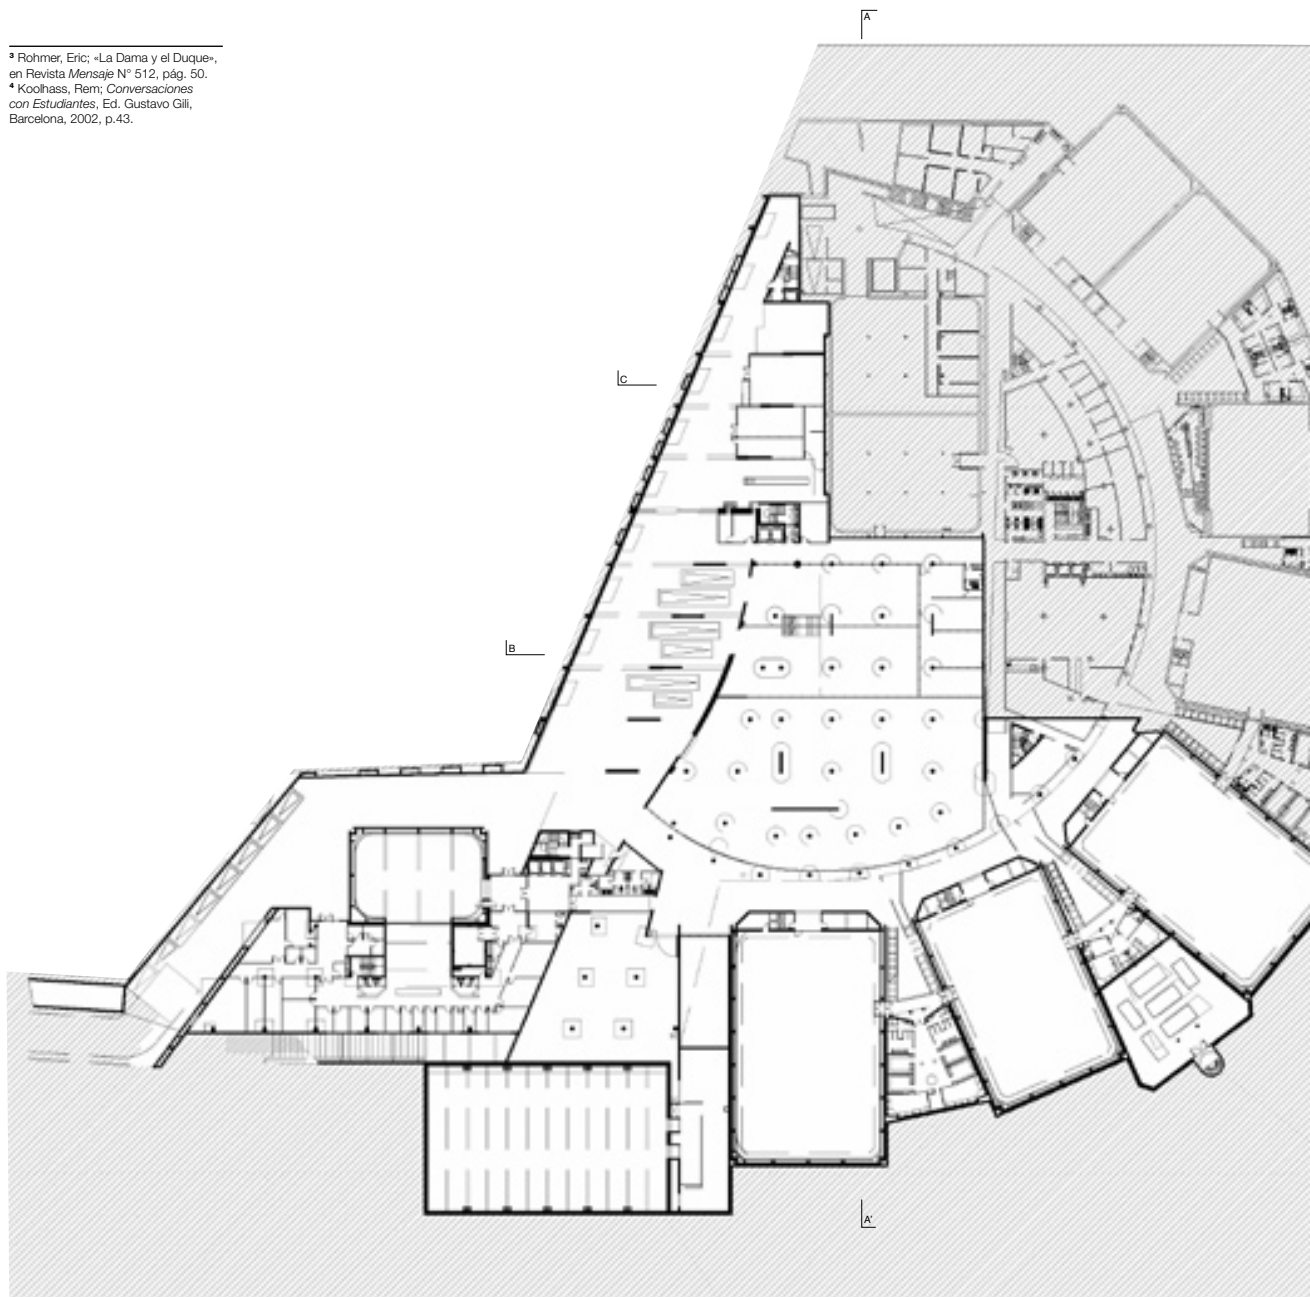 ³ Rohmer, Eric; «La Dama y el Duque»,
en Revista Mensaje N° 512, pág. 50.
⁴ Koolhass, Rem; Conversaciones
con Estudiantes, Ed. Gustavo Gili,
Barcelona, 2002, p.43.
A
C
B
A'